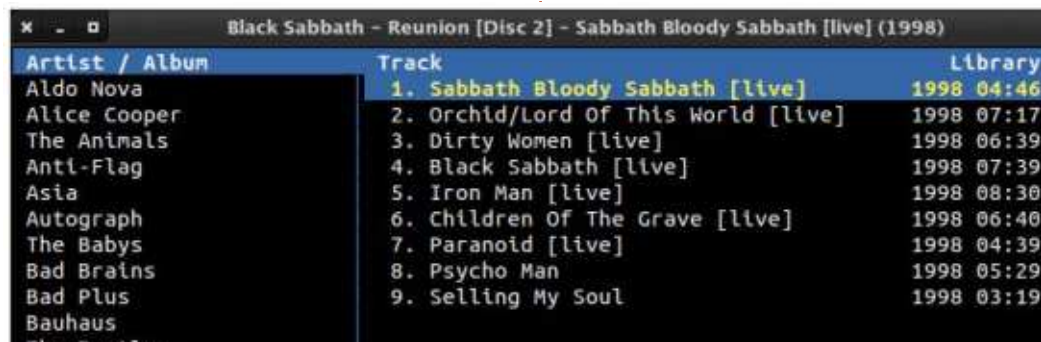 Black Sabbath – Reunion [Disc 2] – Sabbath Bloody Sabbath [live] (1998)
Artist / Album
Aldo Nova
Alice Cooper
The Animals
Anti-Flag
Asia
Autograph
The Babys
Bad Brains
Bad Plus
Bauhaus
Track Library
1. Sabbath Bloody Sabbath [live] 1998 04:46
2. Orchid/Lord Of This World [live] 1998 07:17
3. Dirty Women [live] 1998 06:39
4. Black Sabbath [live] 1998 07:39
5. Iron Man [live] 1998 08:30
6. Children Of The Grave [live] 1998 06:40
7. Paranoid [live] 1998 04:39
8. Psycho Man 1998 05:29
9. Selling My Soul 1998 03:19